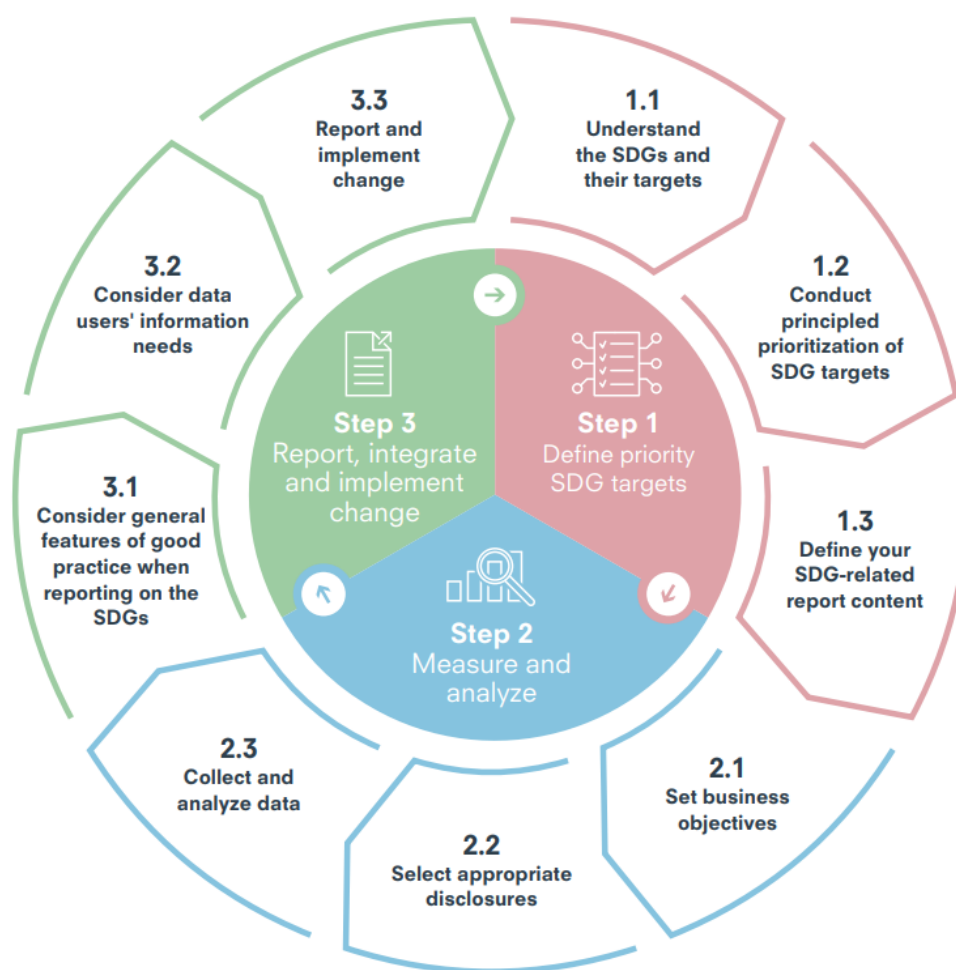 1.1
Understand
the SDGs and
their targets
1.2
Conduct
principled
prioritization of
SDG targets
1.3
Define your
SDG-related
report content
2.1
Set business
objectives
2.2
Select appropriate
disclosures
2.3
Collect and
analyze data
3.1
Consider general
features of good
practice when
reporting on the
SDGs
3.2
Consider data
users' information
needs
3.3
Report and
implement
change
Step 1
Define priority
SDG targets
Step 2
Measure and
analyze
Step 3
Report, integrate
and implement
change